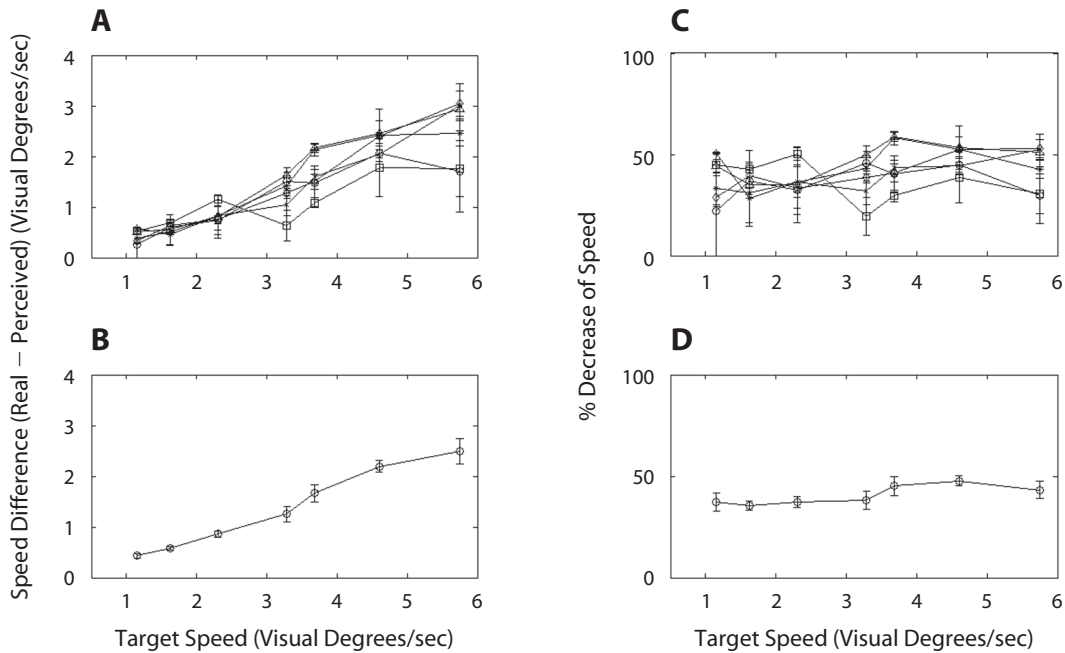 A
4
3
2
1
0
1 2 3 4 5 6
B
4
3
2
1
0
1 2 3 4 5 6
Target Speed (Visual Degrees/sec)
Speed Difference (Real – Perceived) (Visual Degrees/sec)
C
100
50
0
1 2 3 4 5 6
D
100
50
0
1 2 3 4 5 6
Target Speed (Visual Degrees/sec)
% Decrease of Speed